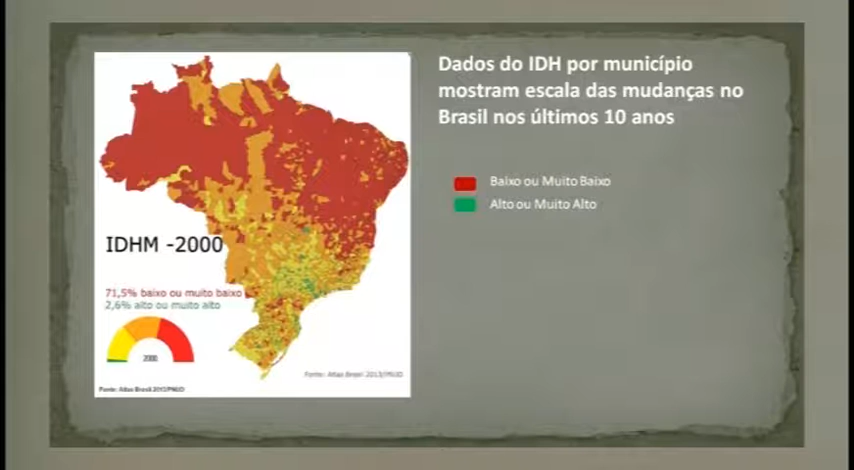 Dados do IDH por município
mostram escala das mudanças no
Brasil nos últimos 10 anos
Baixo ou Muito Baixo
Alto ou Muito Alto
IDHM -2000
71,5% baixo ou muito baixo
2,6% alto ou muito alto
2000
Fonte: Atlas Brasil 2013/PNUD
Fonte: Atlas Brasil 2013/PNUD